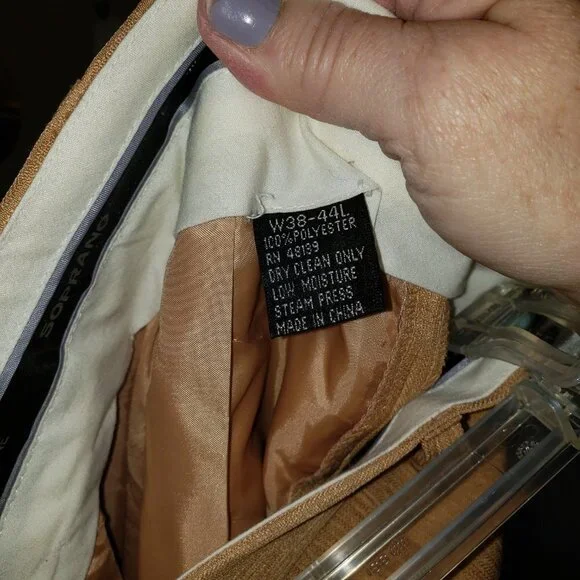 W38-44L
100%POLYESTER
RN 48199
DRY CLEAN ONLY
LOW MOISTURE
STEAM PRESS
MADE IN CHINA
SOPRANO